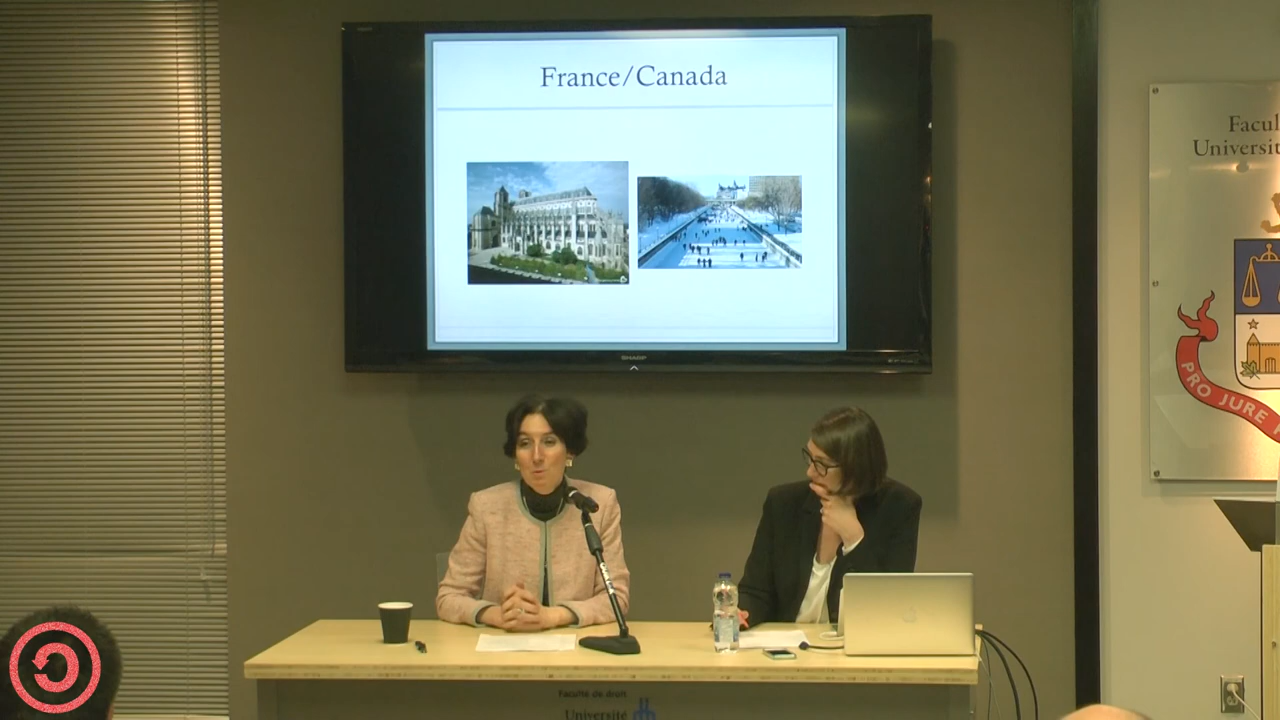 France/Canada
SHARP
Facul
Universit
PRO JURE
Faculté de droit
Université